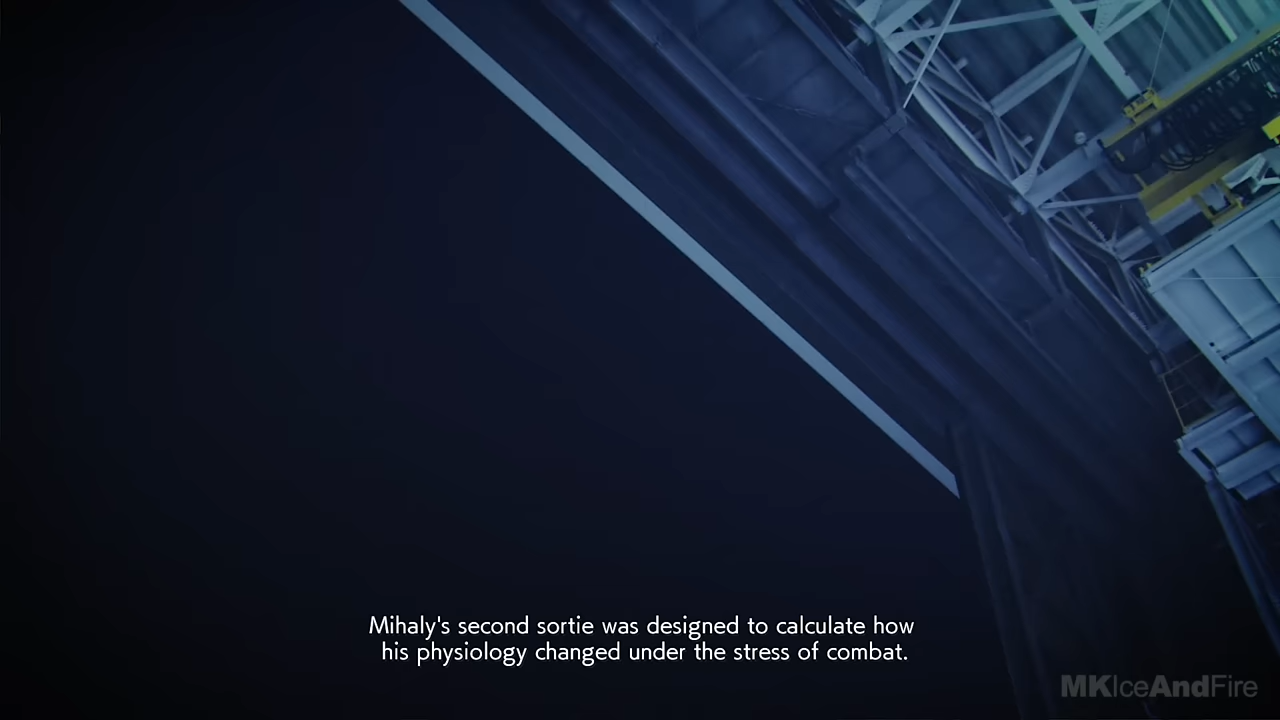 Mihaly's second sortie was designed to calculate how
his physiology changed under the stress of combat.
MKIceAndFire